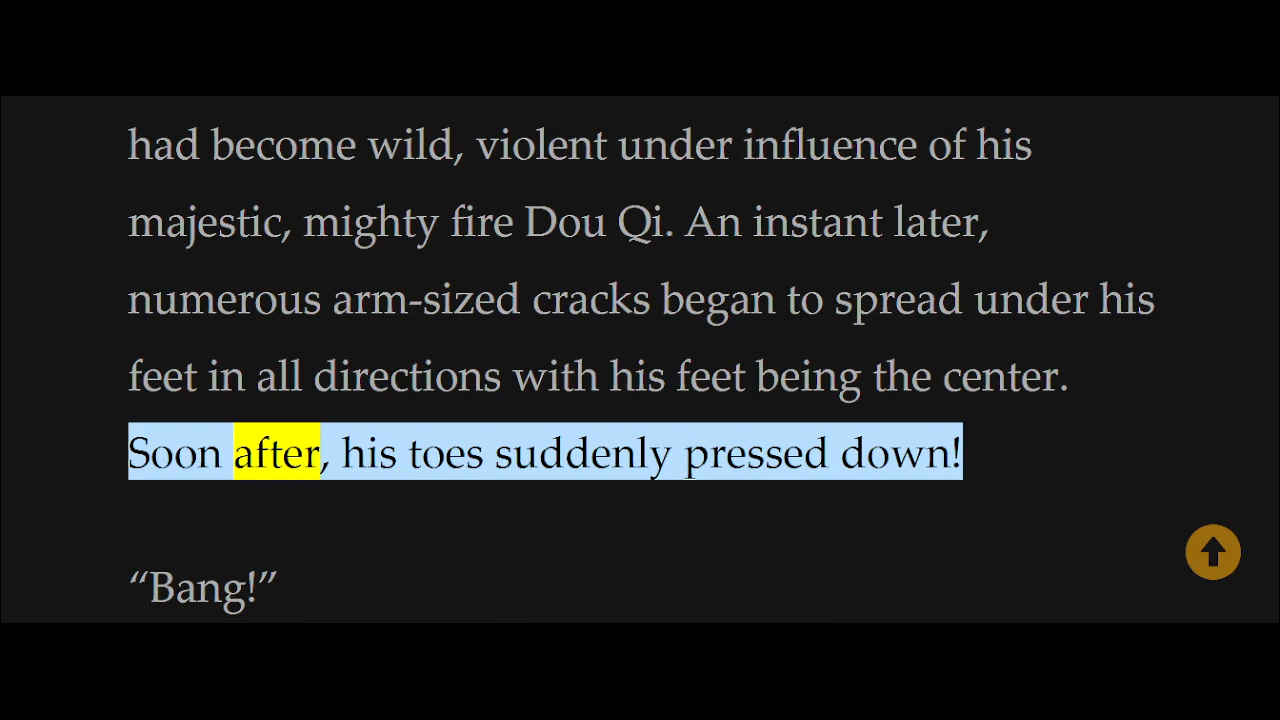 had become wild, violent under influence of his
majestic, mighty fire Dou Qi. An instant later,
numerous arm-sized cracks began to spread under his
feet in all directions with his feet being the center.
Soon after, his toes suddenly pressed down!
“Bang!”